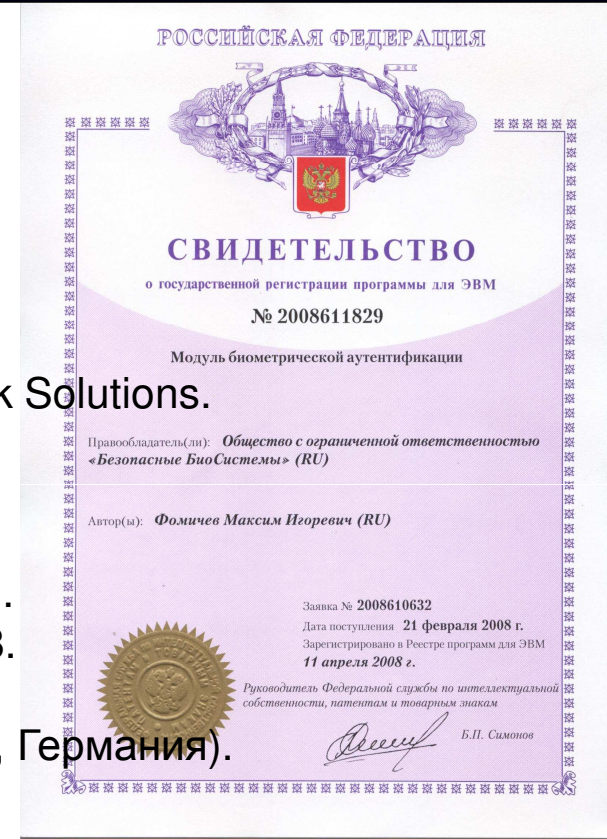 РОССИЙСКАЯ ФЕДЕРАЦИЯ
СВИДЕТЕЛЬСТВО
о государственной регистрации программы для ЭВМ
№ 2008611829
Модуль биометрической аутентификации
k Solutions.
Правообладатель(ли): Общество с ограниченной ответственностью
«Безопасные БиоСистемы» (RU)
Автор(ы): Фомичев Максим Игоревич (RU)
.
Заявка № 2008610632
Дата поступления 21 февраля 2008 г.
Зарегистрировано в Реестре программ для ЭВМ
11 апреля 2008 г.
Руководитель Федеральной службы по интеллектуальной
собственности, патентам и товарным знакам
Б.П. Симонов
, Германия).